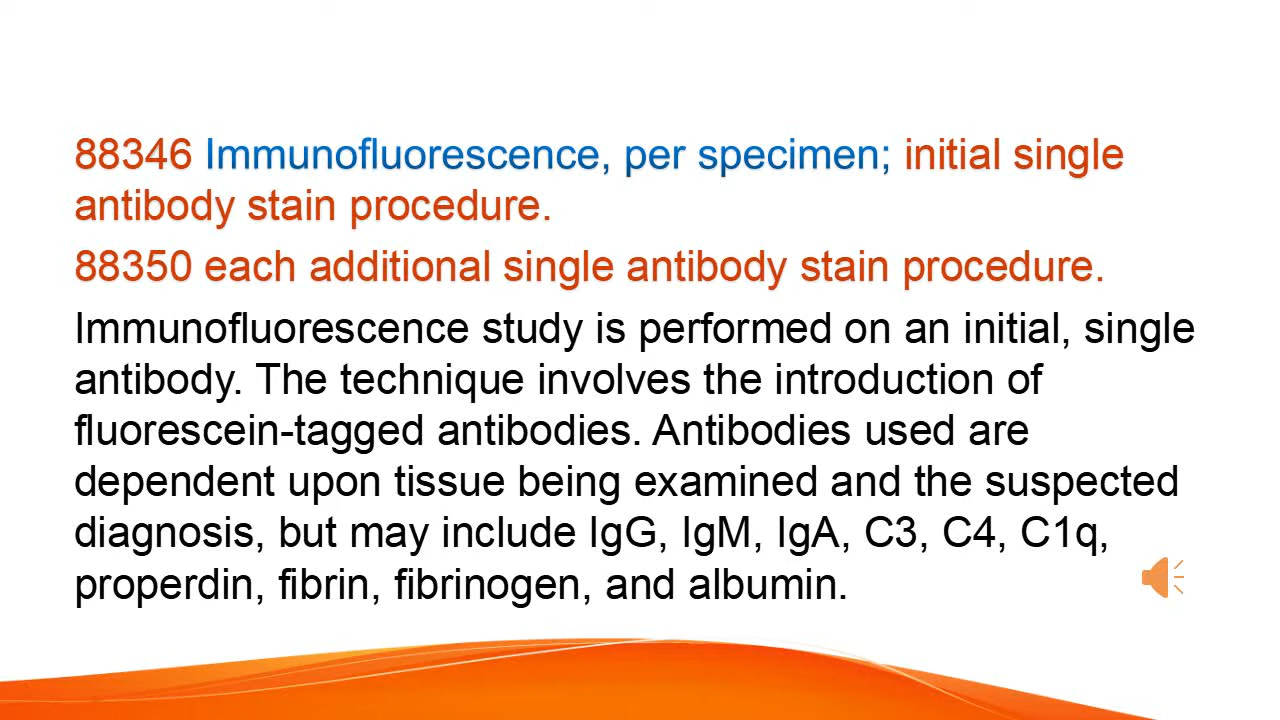 88346 Immunofluorescence, per specimen; initial single
antibody stain procedure.
88350 each additional single antibody stain procedure.
Immunofluorescence study is performed on an initial, single
antibody. The technique involves the introduction of
fluorescein-tagged antibodies. Antibodies used are
dependent upon tissue being examined and the suspected
diagnosis, but may include IgG, IgM, IgA, C3, C4, C1q,
properdin, fibrin, fibrinogen, and albumin.